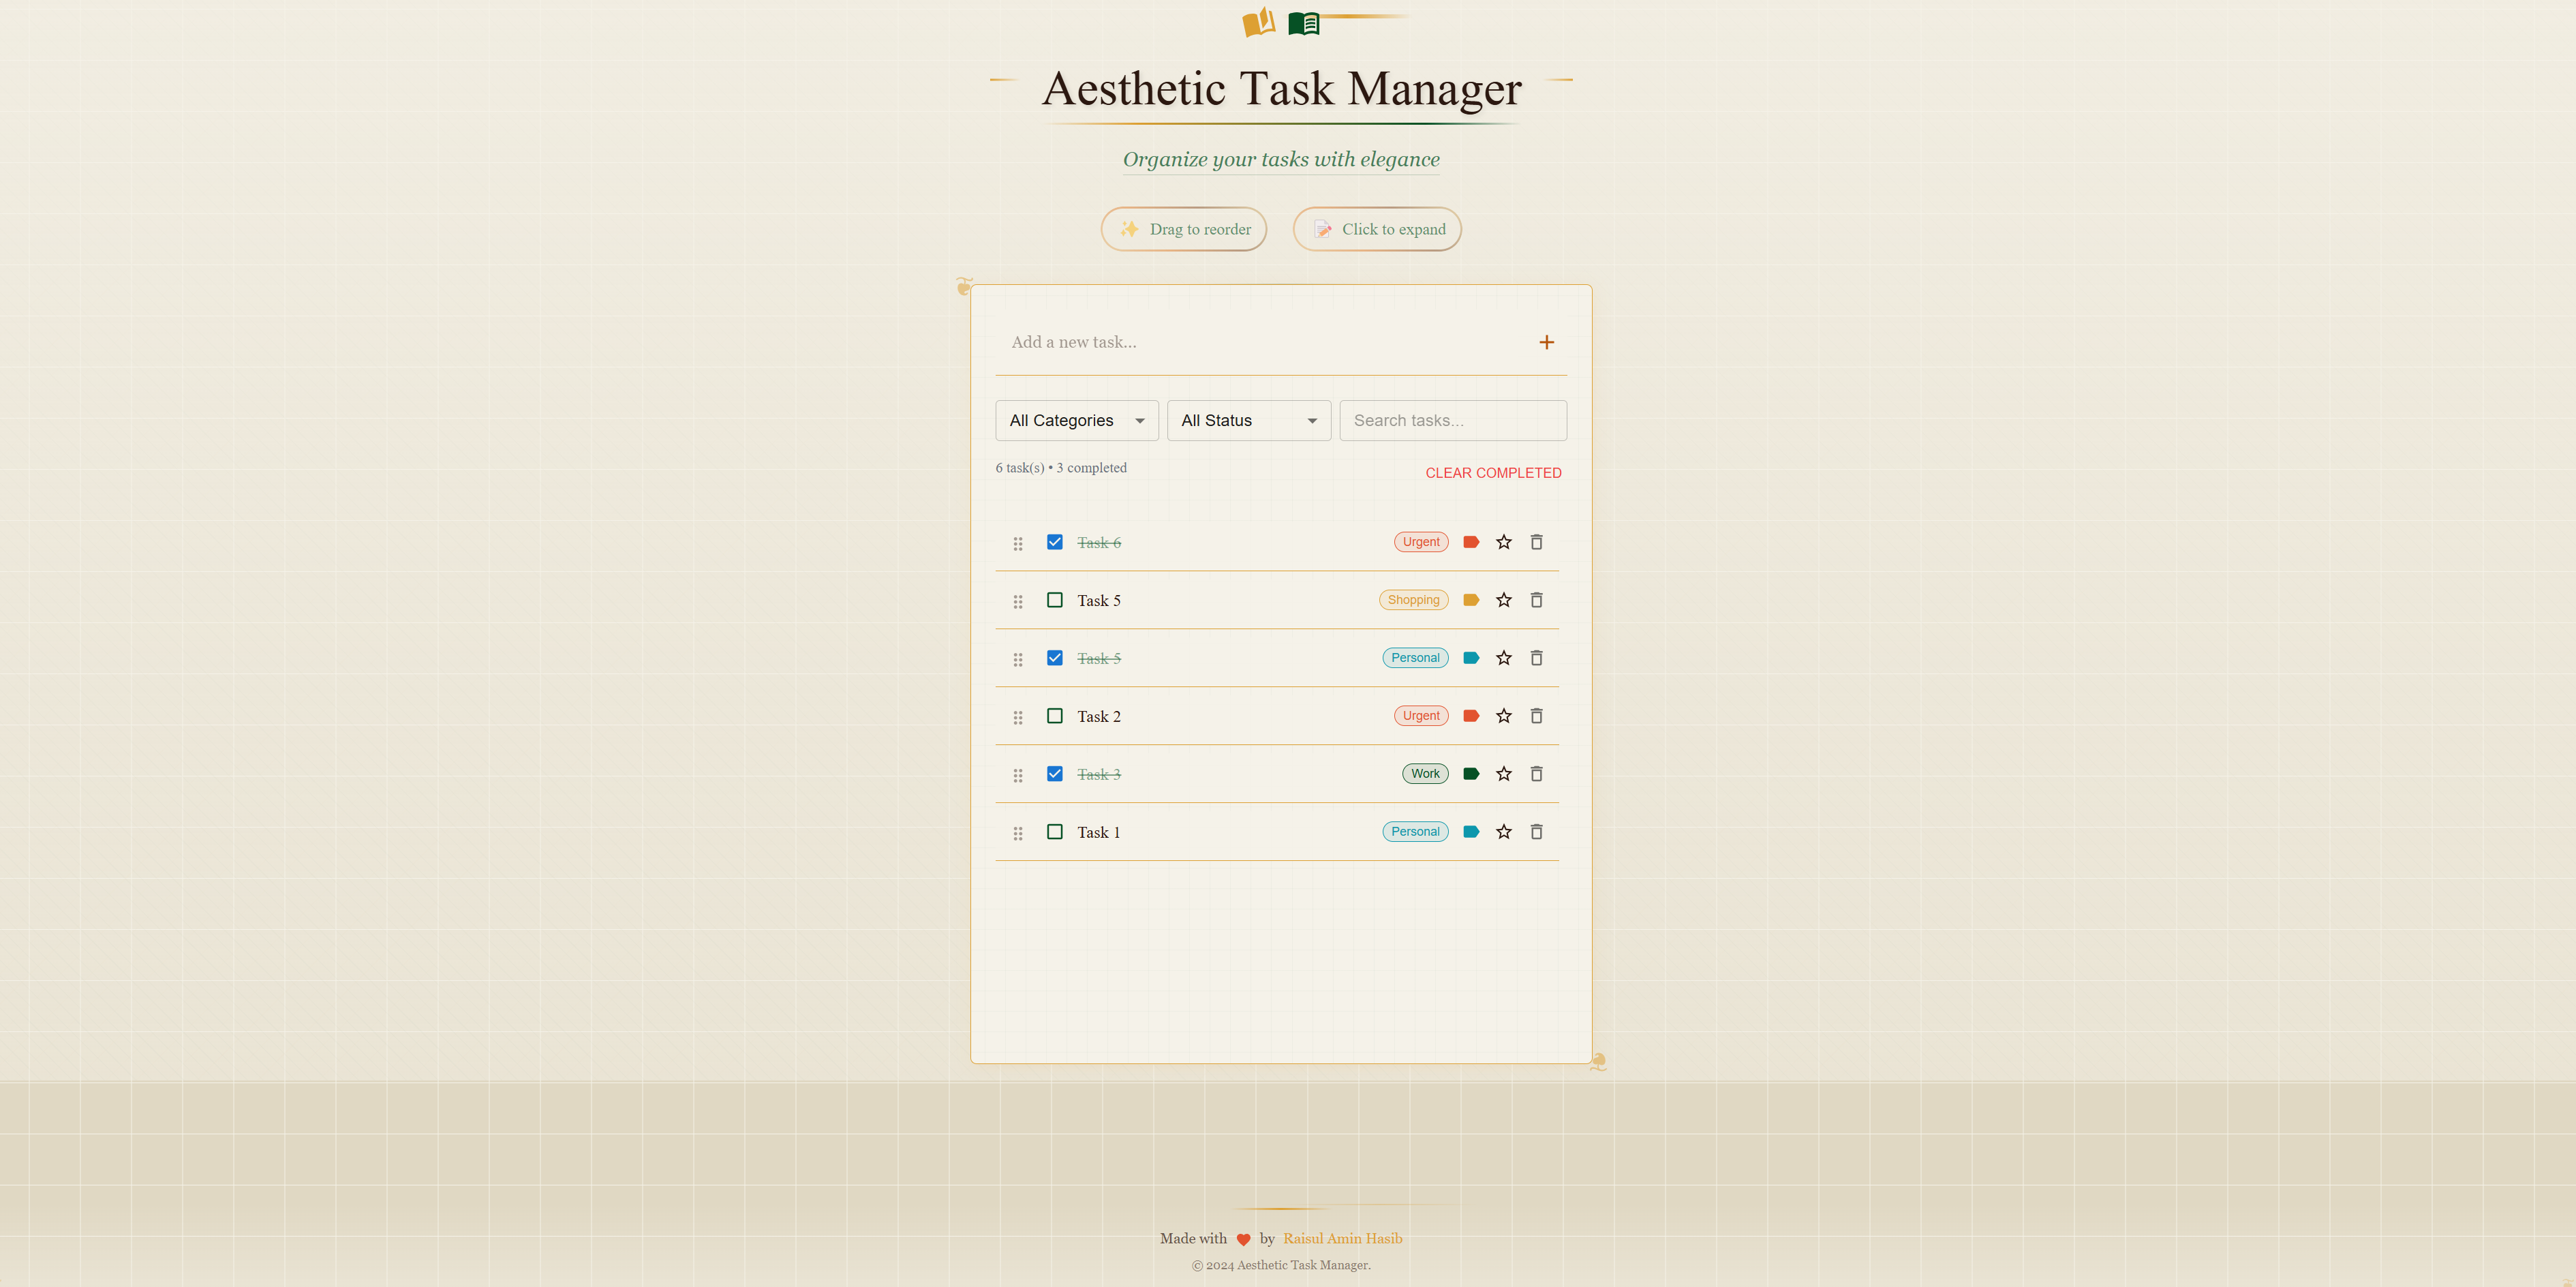 Aesthetic Task Manager
Organize your tasks with elegance
✨ Drag to reorder
📝 Click to expand
Add a new task...
All Categories
All Status
Search tasks...
6 task(s) • 3 completed
CLEAR COMPLETED
Task 6
Urgent
Task 5
Shopping
Task 5
Personal
Task 2
Urgent
Task 3
Work
Task 1
Personal
Made with ❤ by Raisul Amin Hasib
© 2024 Aesthetic Task Manager.